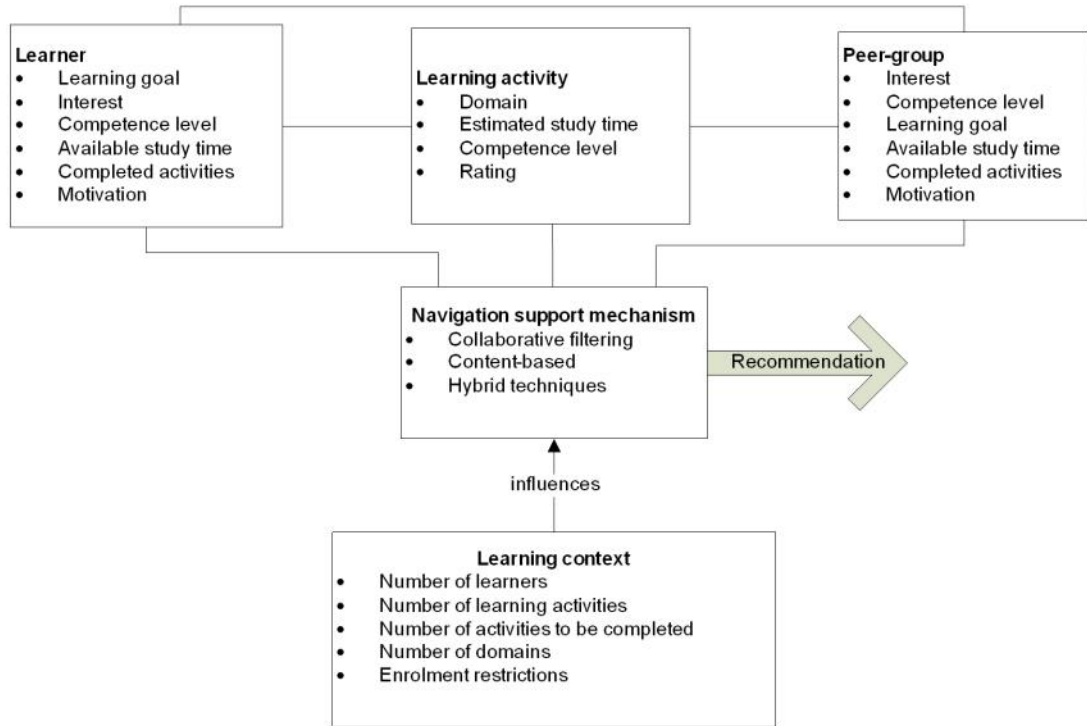 Learner
• Learning goal
• Interest
• Competence level
• Available study time
• Completed activities
• Motivation
Learning activity
• Domain
• Estimated study time
• Competence level
• Rating
Peer-group
• Interest
• Competence level
• Learning goal
• Available study time
• Completed activities
• Motivation
Navigation support mechanism
• Collaborative filtering
• Content-based
• Hybrid techniques
Recommendation
influences
Learning context
• Number of learners
• Number of learning activities
• Number of activities to be completed
• Number of domains
• Enrolment restrictions